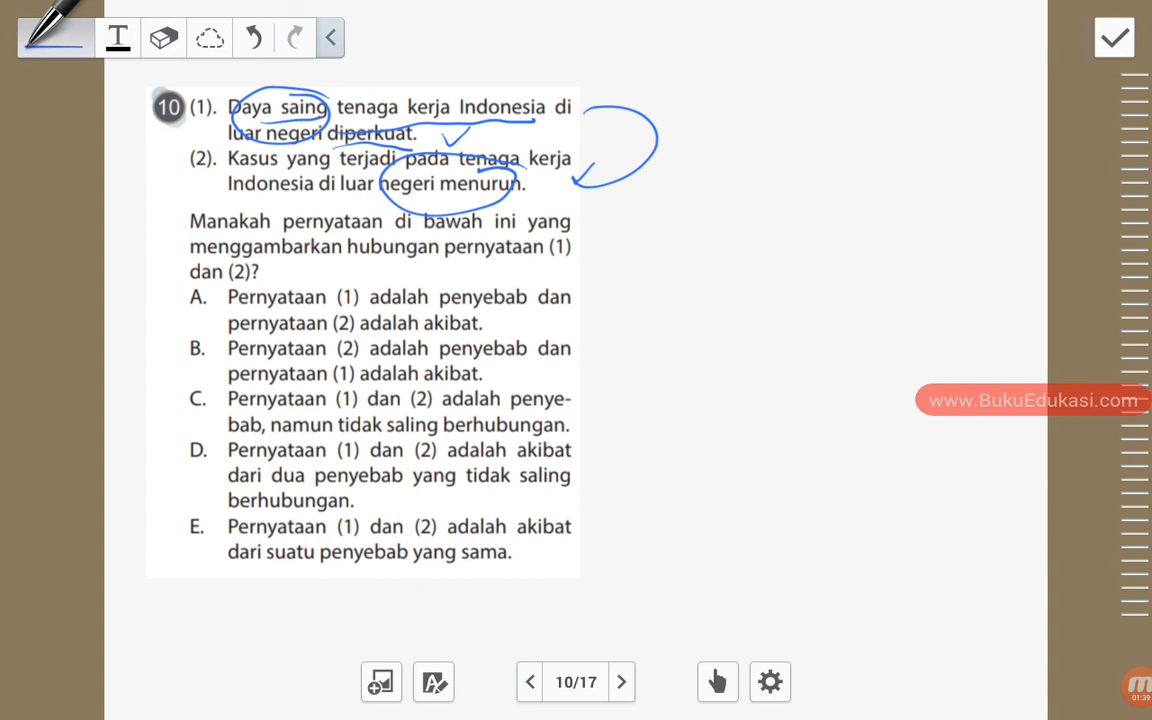 T
10 (1). Daya saing tenaga kerja Indonesia di
luar negeri diperkuat.
(2). Kasus yang terjadi pada tenaga kerja
Indonesia di luar negeri menurun.
Manakah pernyataan di bawah ini yang
menggambarkan hubungan pernyataan (1)
dan (2)?
A. Pernyataan (1) adalah penyebab dan
pernyataan (2) adalah akibat.
B. Pernyataan (2) adalah penyebab dan
pernyataan (1) adalah akibat.
C. Pernyataan (1) dan (2) adalah penye-
bab, namun tidak saling berhubungan.
D. Pernyataan (1) dan (2) adalah akibat
dari dua penyebab yang tidak saling
berhubungan.
E. Pernyataan (1) dan (2) adalah akibat
dari suatu penyebab yang sama.
www.BukuEdukasi.com
A
10/17
01:39